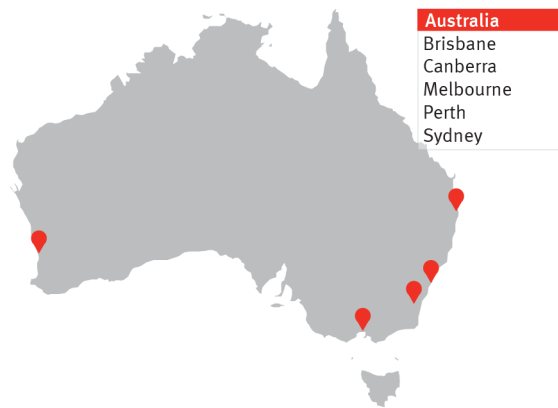 Australia
Brisbane
Canberra
Melbourne
Perth
Sydney